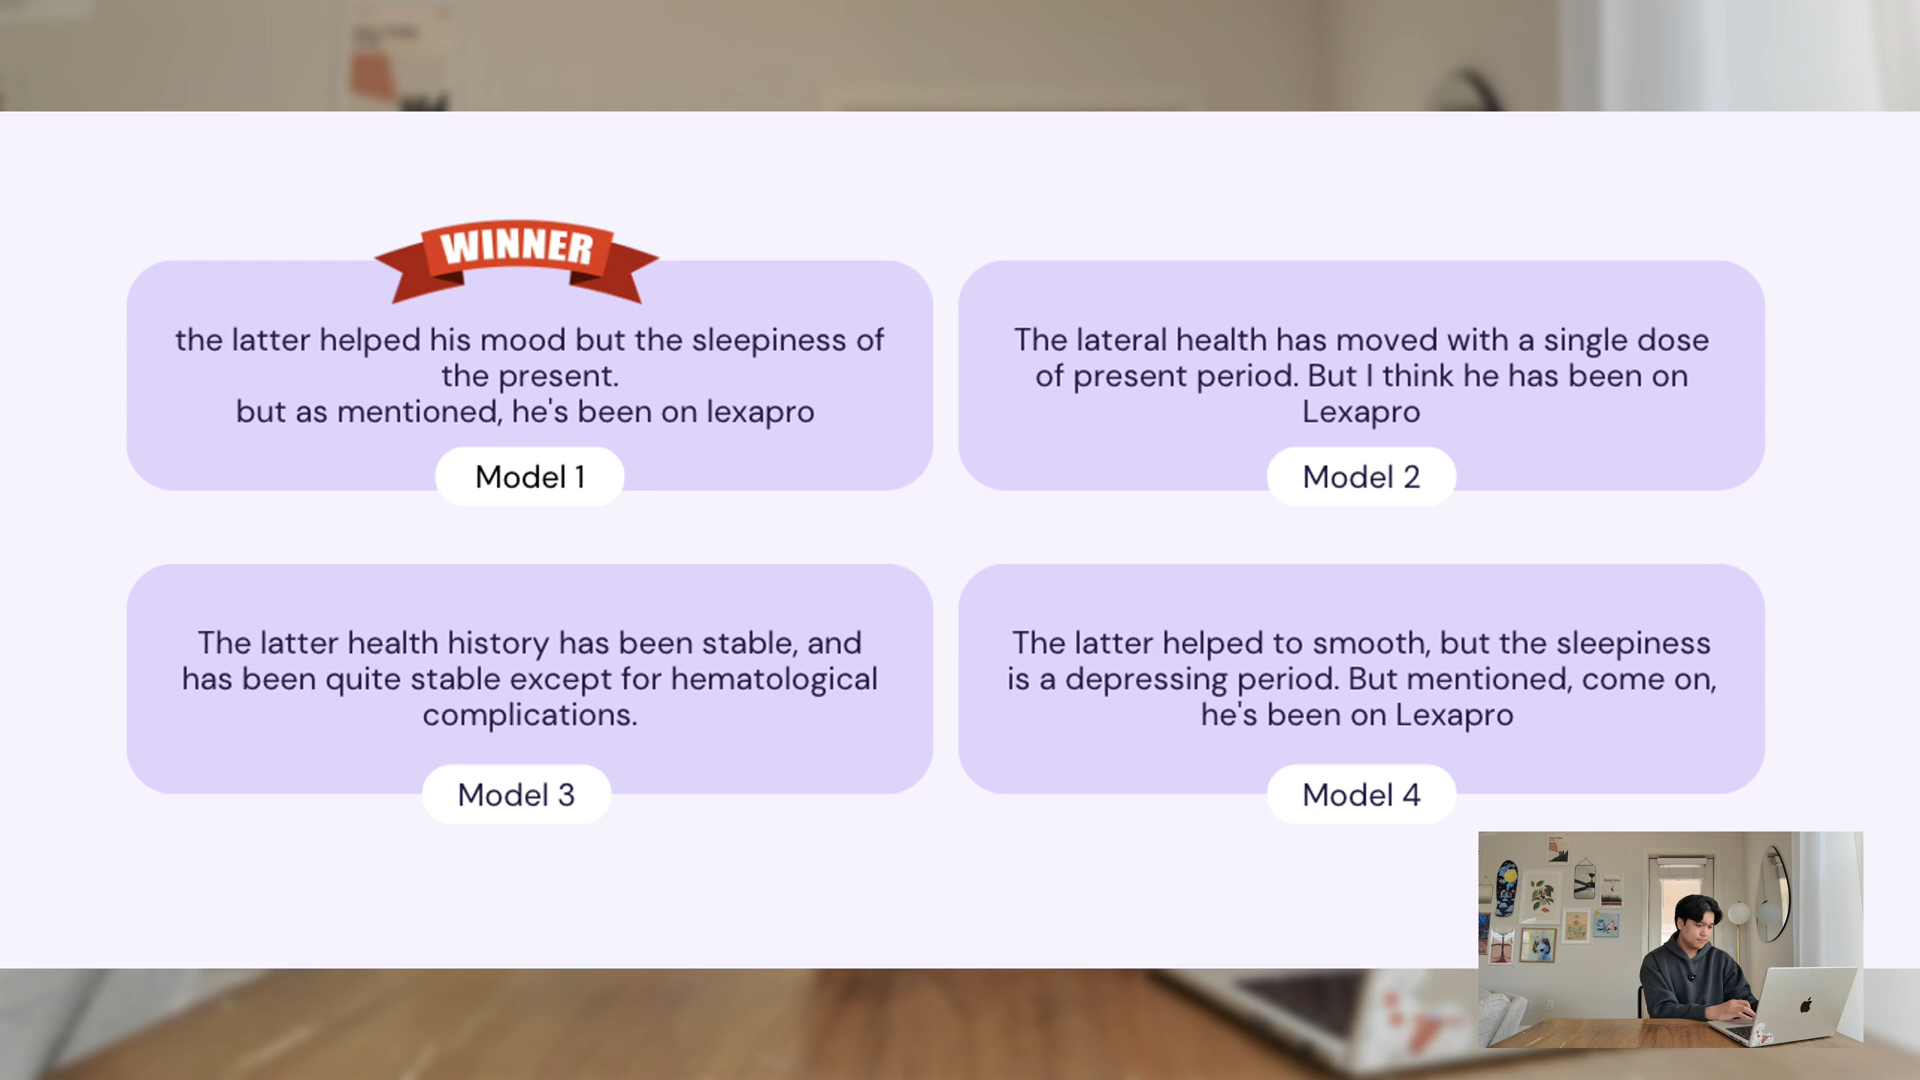 WINNER
the latter helped his mood but the sleepiness of
the present.
but as mentioned, he's been on lexapro
Model 1
The lateral health has moved with a single dose
of present period. But I think he has been on
Lexapro
Model 2
The latter health history has been stable, and
has been quite stable except for hematological
complications.
Model 3
The latter helped to smooth, but the sleepiness
is a depressing period. But mentioned, come on,
he's been on Lexapro
Model 4